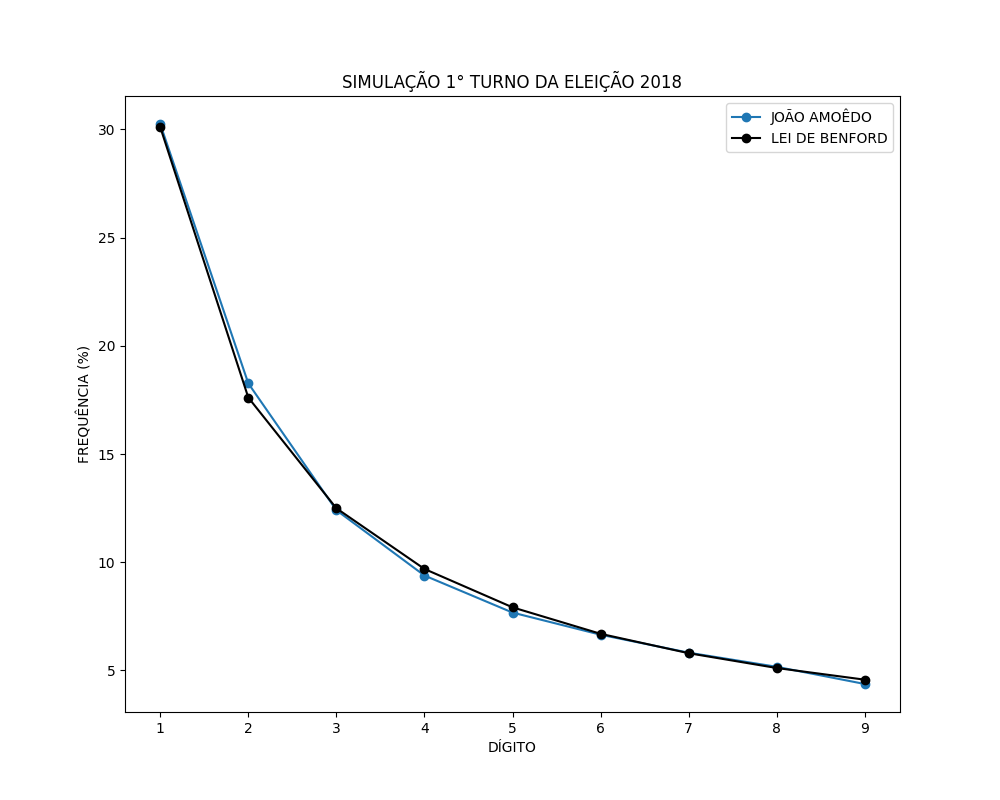 SIMULAÇÃO 1° TURNO DA ELEIÇÃO 2018
JOÃO AMOÊDO
LEI DE BENFORD
FREQUÊNCIA (%)
30
25
20
15
10
5
1 2 3 4 5 6 7 8 9
DÍGITO